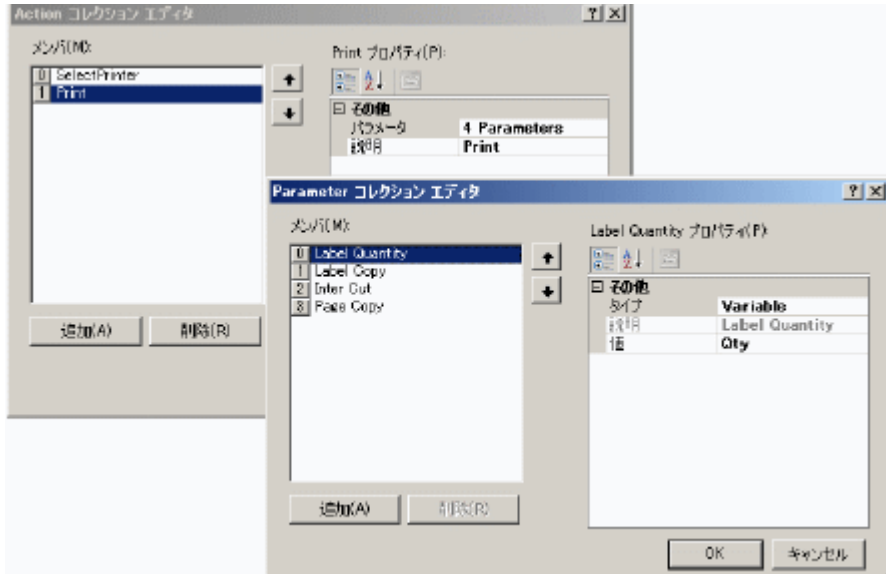 Action コレクション エディタ
メンバ(M):
0 SelectPrinter
1 Print
Print プロパティ(P):
その他
パラメータ 4 Parameters
説明 Print
追加(A)
削除(R)
Parameter コレクション エディタ
メンバ(M):
0 Label Quantity
1 Label Copy
2 Inter Cut
3 Page Copy
Label Quantity プロパティ(P):
その他
タイプ Variable
説明 Label Quantity
値 Qty
追加(A)
削除(R)
OK
キャンセル